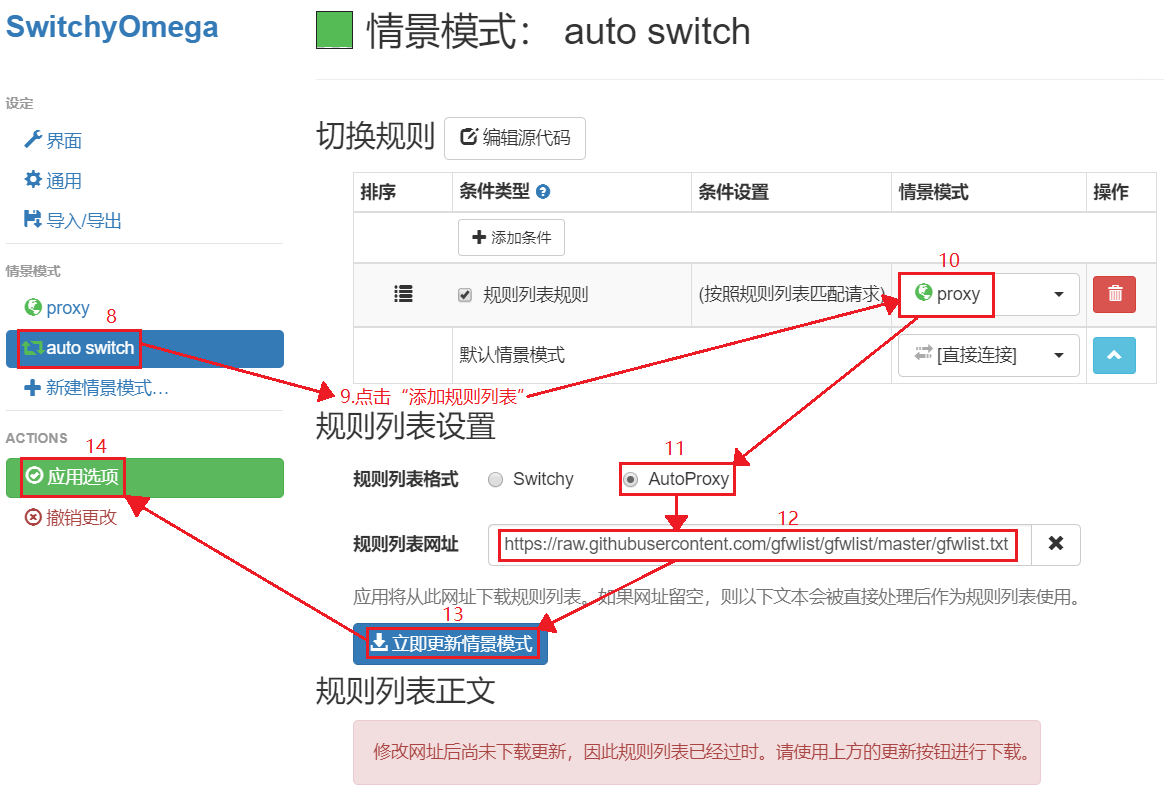 SwitchyOmega
设定
界面
通用
导入/导出
情景模式
proxy
8
auto switch
新建情景模式…
ACTIONS
14
应用选项
撤销更改
情景模式： auto switch
切换规则 编辑源代码
排序 条件类型 条件设置 情景模式 操作
添加条件
10
规则列表规则 (按照规则列表匹配请求) proxy
默认情景模式 [直接连接]
9.点击“添加规则列表”
规则列表设置
11
规则列表格式 Switchy AutoProxy
12
规则列表网址 https://raw.githubusercontent.com/gfwlist/gfwlist/master/gfwlist.txt
应用将从此网址下载规则列表。如果网址留空，则以下文本会被直接处理后作为规则列表使用。
13
立即更新情景模式
规则列表正文
修改网址后尚未下载更新，因此规则列表已经过时。请使用上方的更新按钮进行下载。